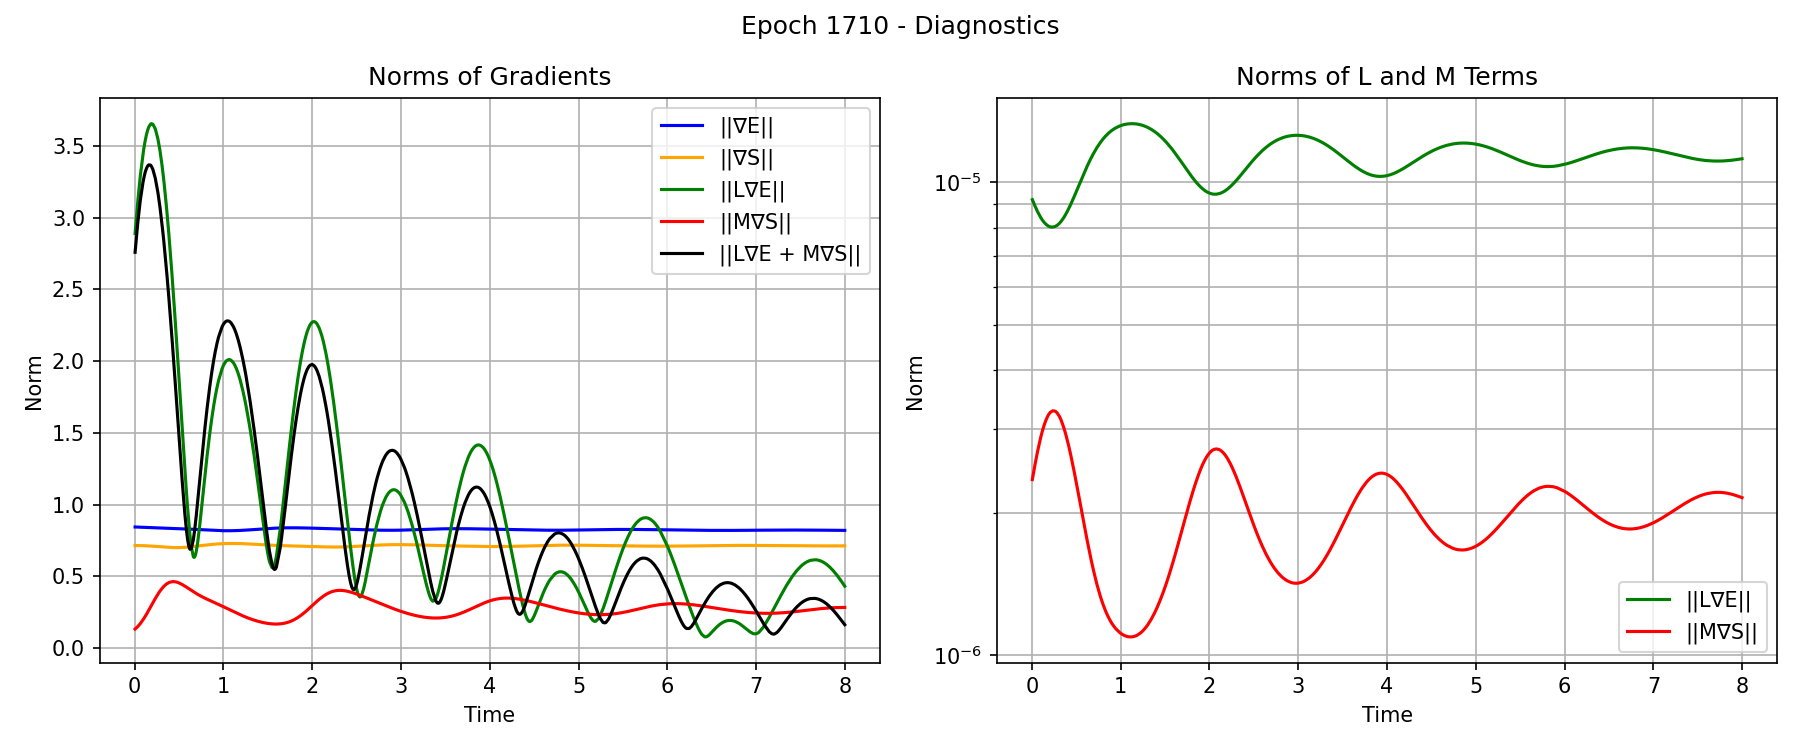 Epoch 1710 - Diagnostics
Norms of Gradients
Norm
3.5
3.0
2.5
2.0
1.5
1.0
0.5
0.0
||∇E||
||∇S||
||L∇E||
||M∇S||
||L∇E + M∇S||
0 1 2 3 4 5 6 7 8
Time
Norms of L and M Terms
Norm
10⁻⁵
10⁻⁶
||L∇E||
||M∇S||
0 1 2 3 4 5 6 7 8
Time